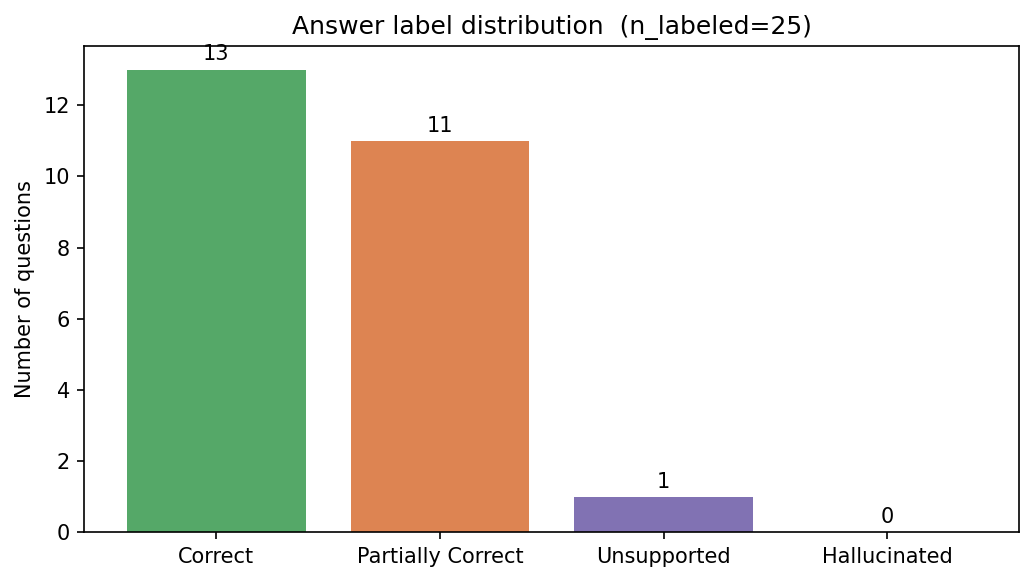 Answer label distribution (n_labeled=25)
Number of questions
12
10
8
6
4
2
0
13
11
1
0
Correct
Partially Correct
Unsupported
Hallucinated